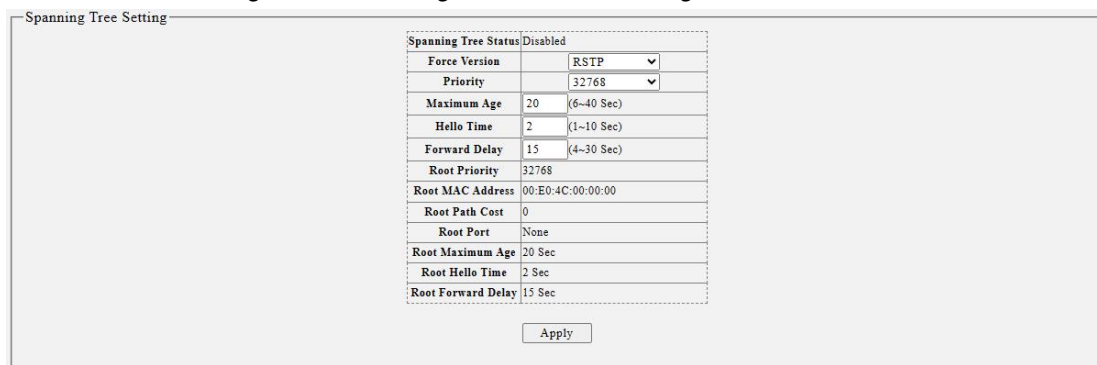 Spanning Tree Setting
Spanning Tree Status Disabled
Force Version RSTP
Priority 32768
Maximum Age 20 (6~40 Sec)
Hello Time 2 (1~10 Sec)
Forward Delay 15 (4~30 Sec)
Root Priority 32768
Root MAC Address 00:E0:4C:00:00:00
Root Path Cost 0
Root Port None
Root Maximum Age 20 Sec
Root Hello Time 2 Sec
Root Forward Delay 15 Sec
Apply